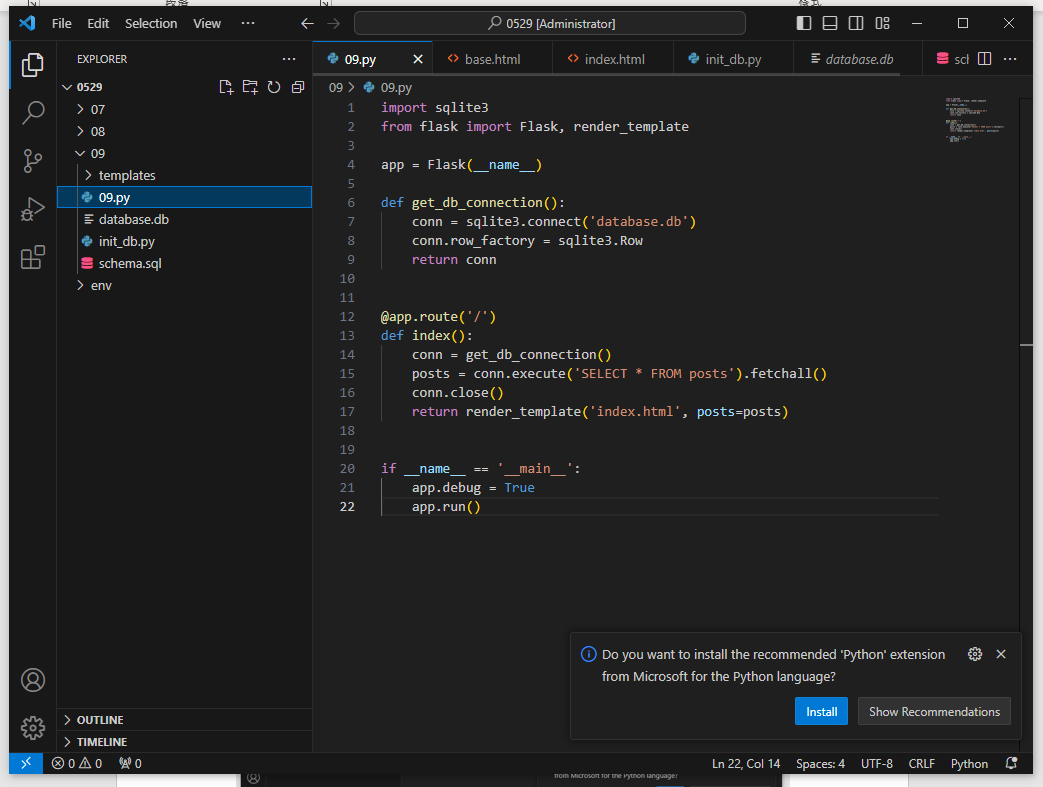 File Edit Selection View ··· 0529 [Administrator]
EXPLORER ···
0529
07
08
09
templates
09.py
database.db
init_db.py
schema.sql
env
OUTLINE
TIMELINE
09.py base.html index.html init_db.py database.db scl ···
09 > 09.py
1 import sqlite3
2 from flask import Flask, render_template
3
4 app = Flask(__name__)
5
6 def get_db_connection():
7 conn = sqlite3.connect('database.db')
8 conn.row_factory = sqlite3.Row
9 return conn
10
11
12 @app.route('/')
13 def index():
14 conn = get_db_connection()
15 posts = conn.execute('SELECT * FROM posts').fetchall()
16 conn.close()
17 return render_template('index.html', posts=posts)
18
19
20 if __name__ == '__main__':
21 app.debug = True
22 app.run()
Do you want to install the recommended 'Python' extension
from Microsoft for the Python language?
Install Show Recommendations
0 0 0 Ln 22, Col 14 Spaces: 4 UTF-8 CRLF Python
from Microsoft for the Python language?